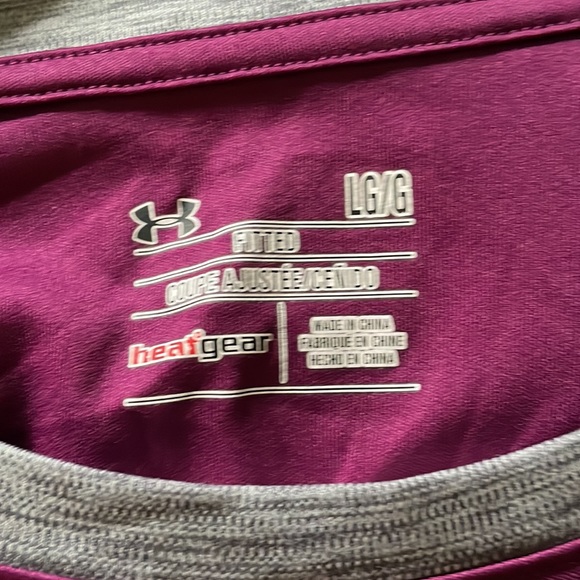 LG/G
FITTED
COUPE AJUSTÉE/CEÑIDO
heatgear
MADE IN CHINA
FABRIQUÉ EN CHINE
HECHO EN CHINA